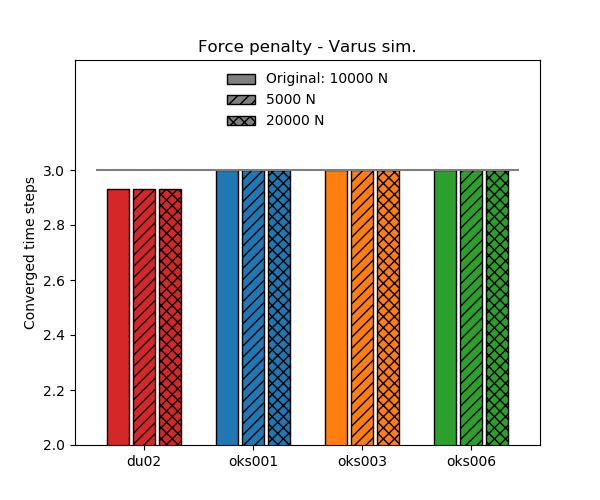 Force penalty - Varus sim.
Original: 10000 N
5000 N
20000 N
Converged time steps
3.0
2.8
2.6
2.4
2.2
2.0
du02
oks001
oks003
oks006